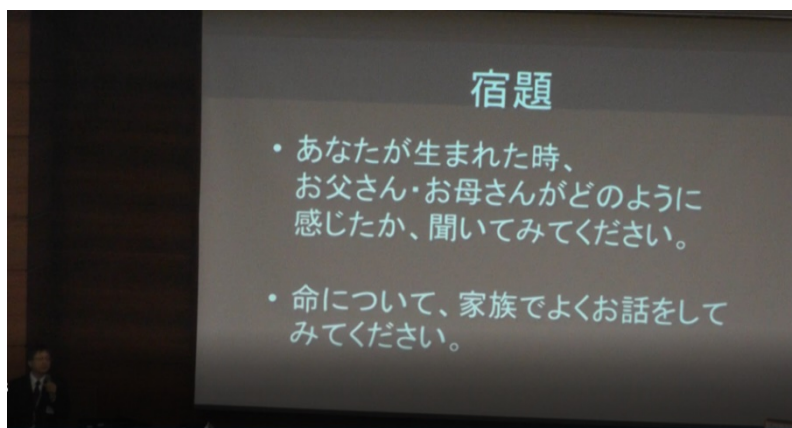 宿題
・あなたが生まれた時、
お父さん・お母さんがどのように
感じたか、聞いてみてください。
・命について、家族でよくお話をして
みてください。